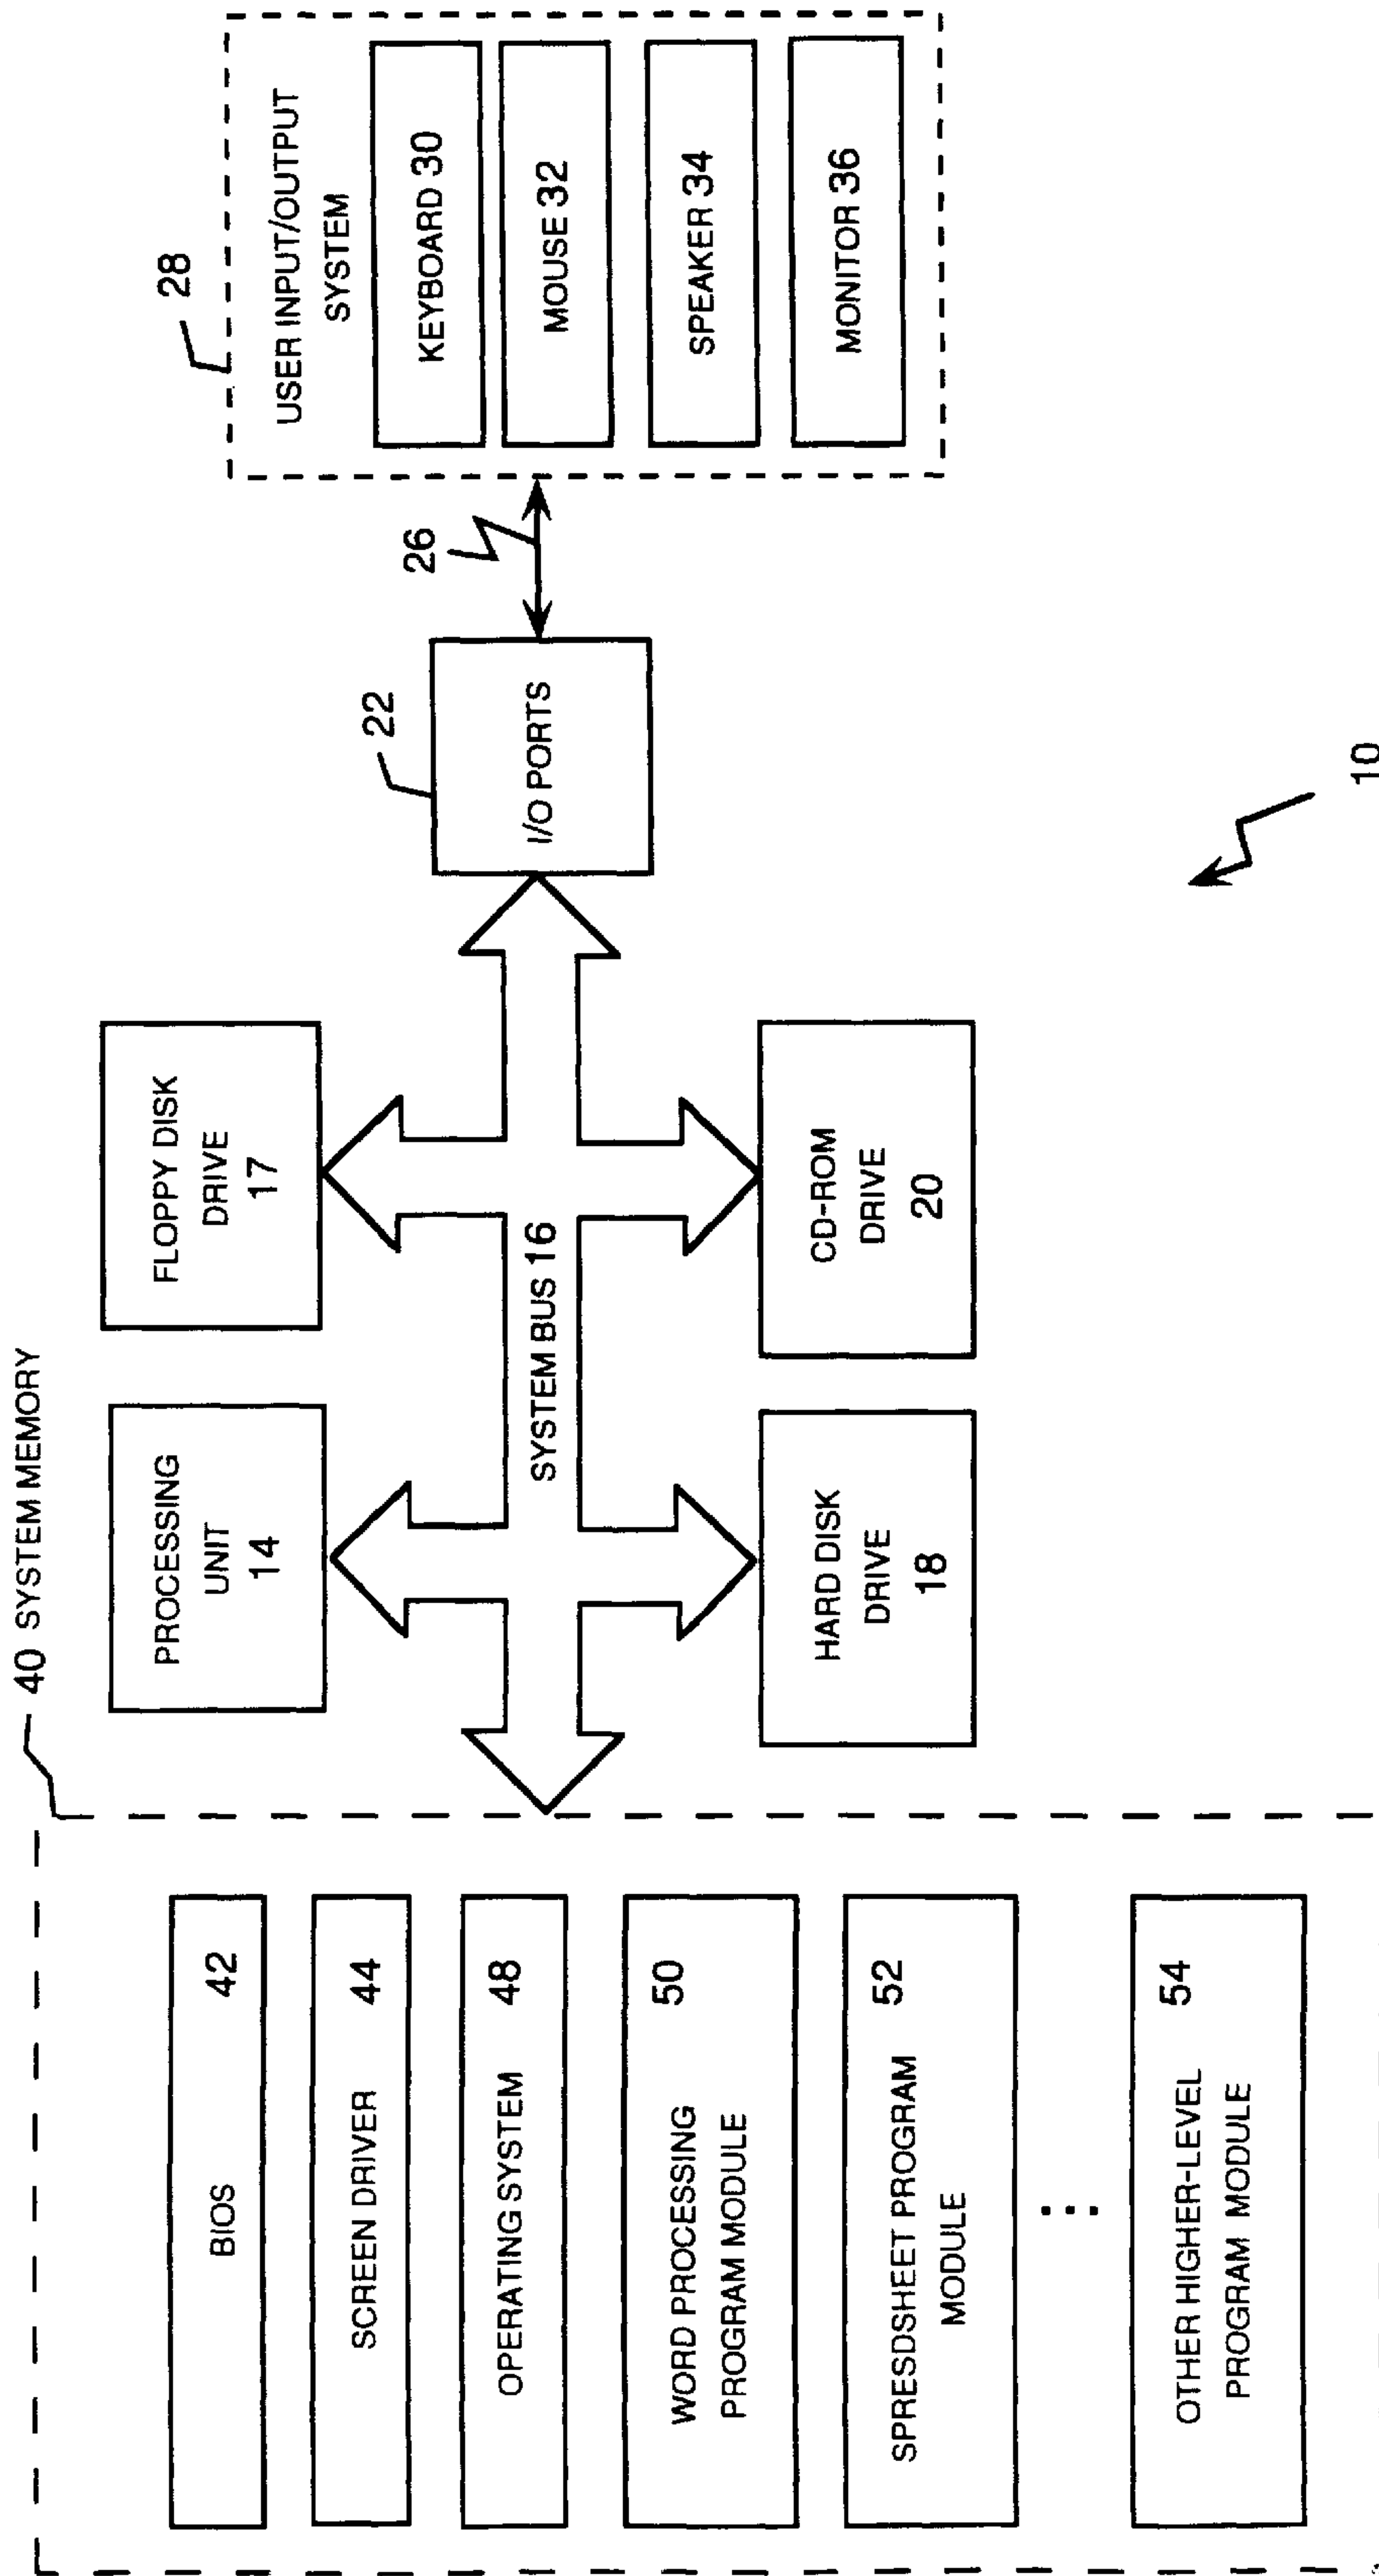 40 SYSTEM MEMORY
BIOS 42
SCREEN DRIVER 44
OPERATING SYSTEM 48
WORD PROCESSING 50
PROGRAM MODULE
SPRESDSHEET PROGRAM 52
MODULE
...
OTHER HIGHER-LEVEL 54
PROGRAM MODULE
PROCESSING
UNIT
14
FLOPPY DISK
DRIVE
17
SYSTEM BUS 16
HARD DISK
DRIVE
18
CD-ROM
DRIVE
20
22
I/O PORTS
26
28
USER INPUT/OUTPUT
SYSTEM
KEYBOARD 30
MOUSE 32
SPEAKER 34
MONITOR 36
10